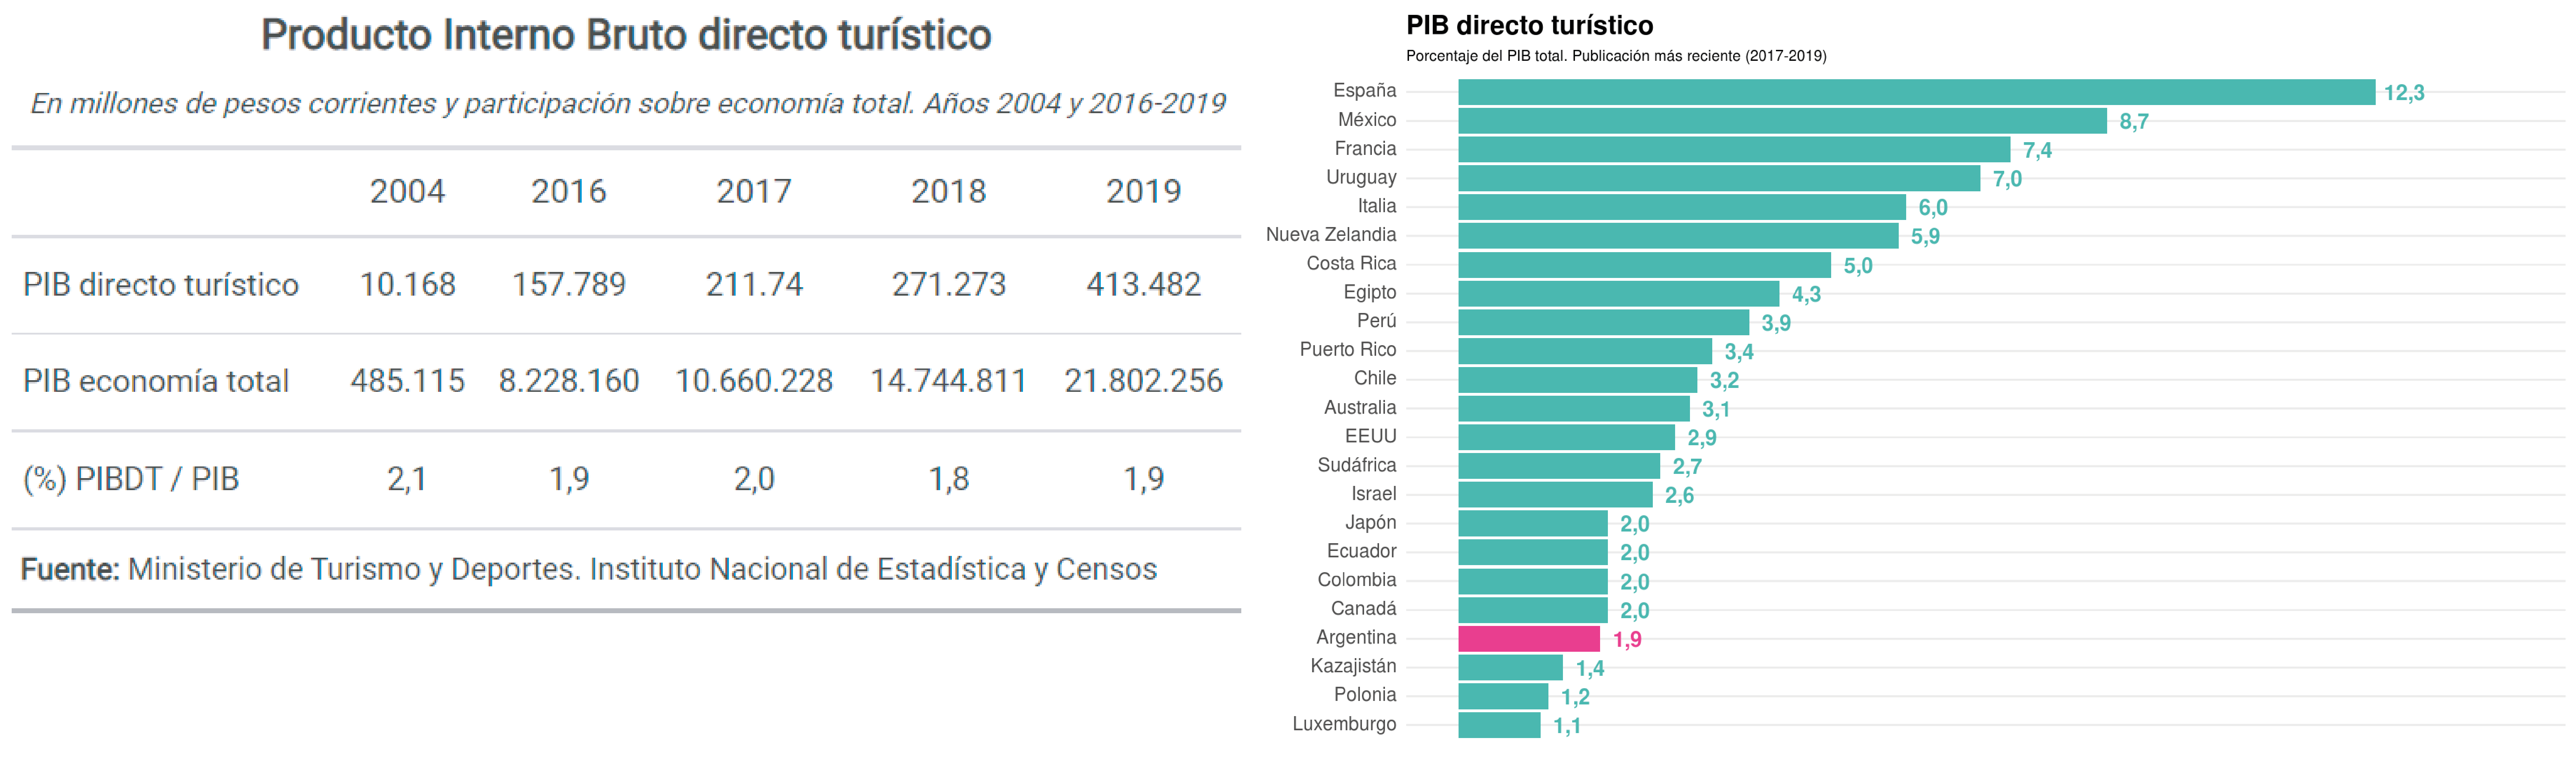 Producto Interno Bruto directo turístico
En millones de pesos corrientes y participación sobre economía total. Años 2004 y 2016-2019
2004 2016 2017 2018 2019
PIB directo turístico 10.168 157.789 211.74 271.273 413.482
PIB economía total 485.115 8.228.160 10.660.228 14.744.811 21.802.256
(%) PIBDT / PIB 2,1 1,9 2,0 1,8 1,9
Fuente: Ministerio de Turismo y Deportes. Instituto Nacional de Estadística y Censos
PIB directo turístico
Porcentaje del PIB total. Publicación más reciente (2017-2019)
España 12,3
México 8,7
Francia 7,4
Uruguay 7,0
Italia 6,0
Nueva Zelandia 5,9
Costa Rica 5,0
Egipto 4,3
Perú 3,9
Puerto Rico 3,4
Chile 3,2
Australia 3,1
EEUU 2,9
Sudáfrica 2,7
Israel 2,6
Japón 2,0
Ecuador 2,0
Colombia 2,0
Canadá 2,0
Argentina 1,9
Kazajistán 1,4
Polonia 1,2
Luxemburgo 1,1